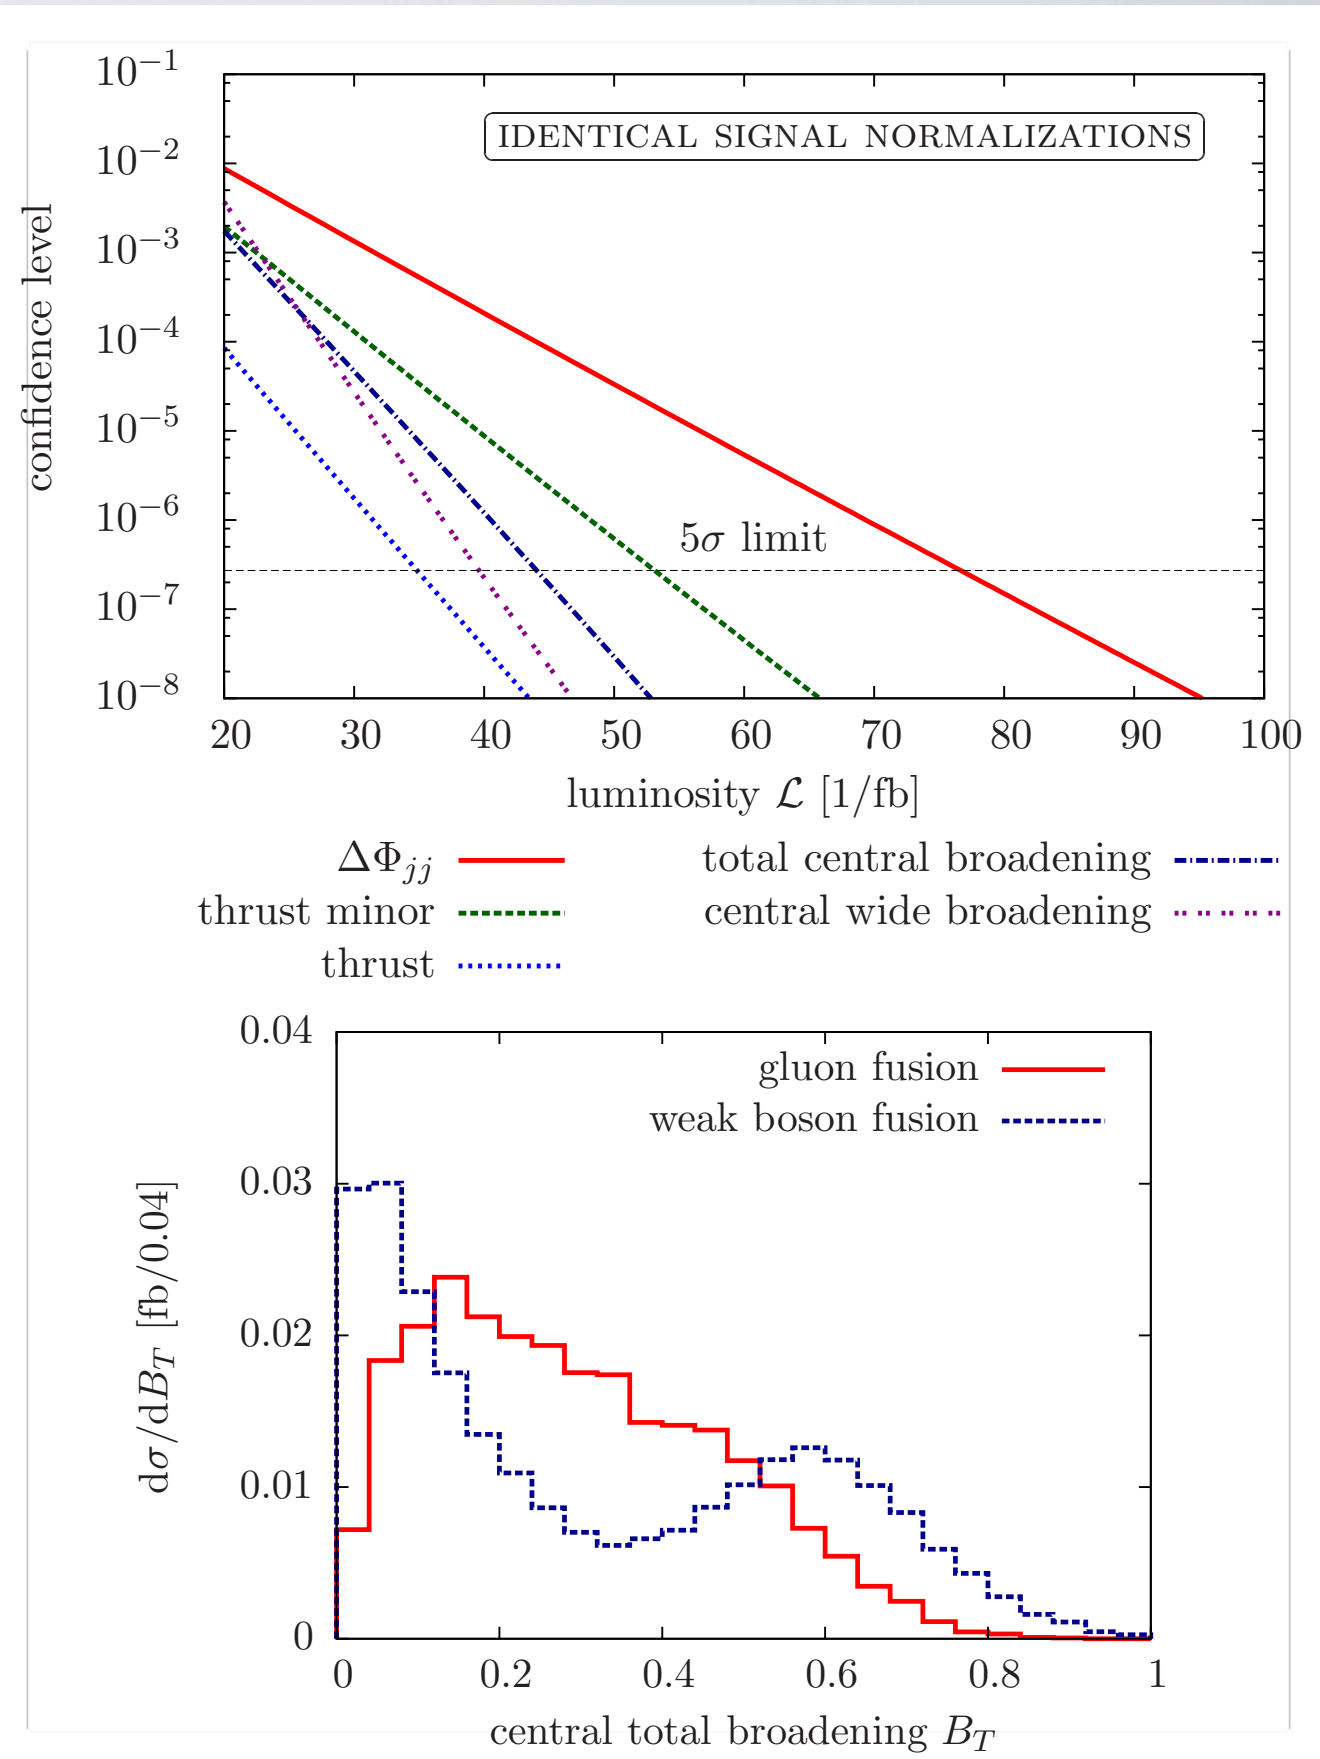 10−1
10−2
10−3
10−4
10−5
10−6
10−7
10−8
confidence level
IDENTICAL SIGNAL NORMALIZATIONS
5σ limit
20 30 40 50 60 70 80 90 100
luminosity ℒ [1/fb]
ΔΦjj
thrust minor
thrust
total central broadening
central wide broadening
0.04
0.03
0.02
0.01
0
dσ/dBT [fb/0.04]
gluon fusion
weak boson fusion
0 0.2 0.4 0.6 0.8 1
central total broadening BT